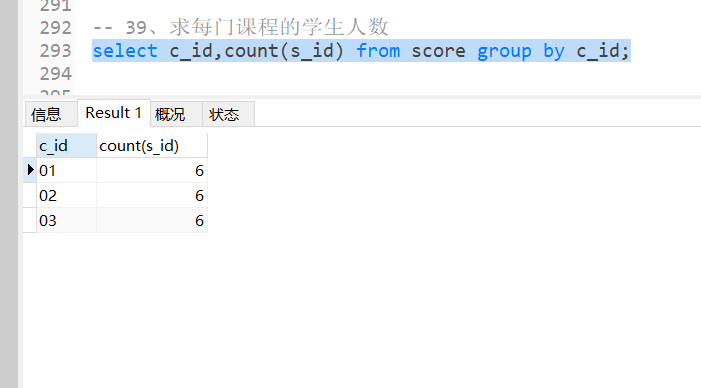 291
292 -- 39、求每门课程的学生人数
293 select c_id,count(s_id) from score group by c_id;
294
295
信息 Result 1 概况 状态
c_id count(s_id)
01 6
02 6
03 6